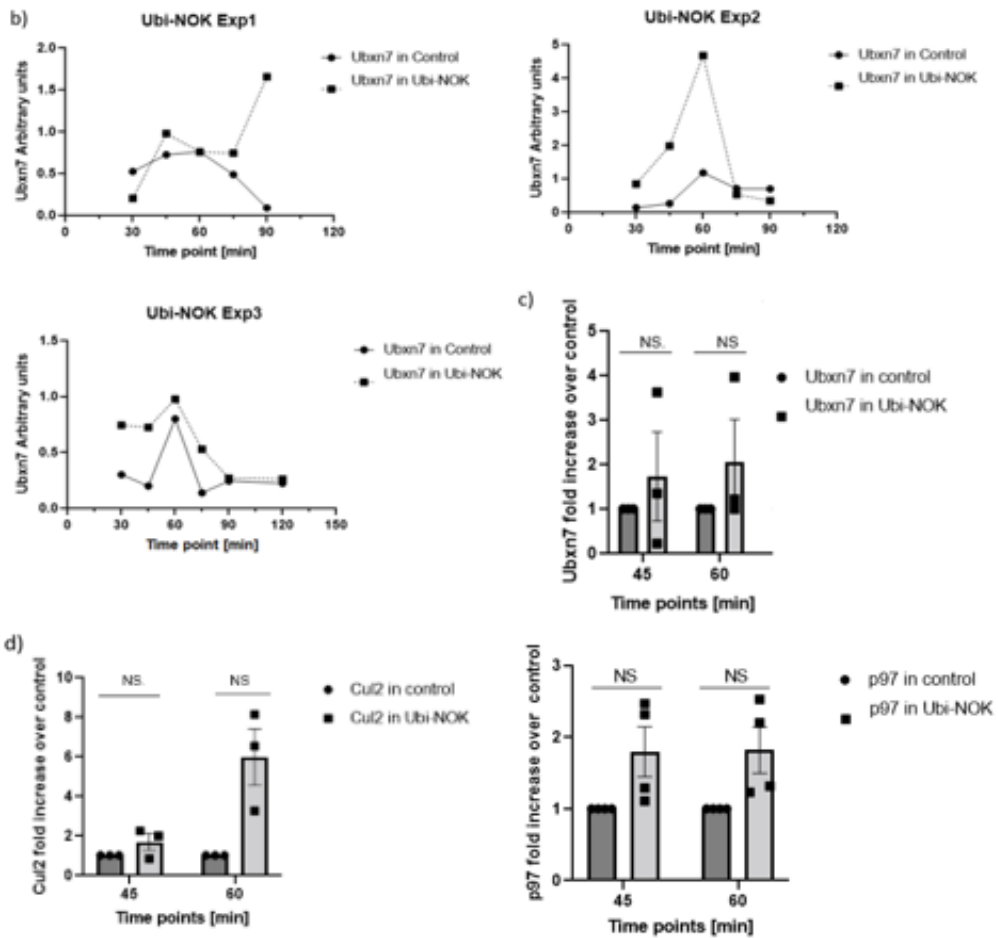 b)
Ubi-NOK Exp1
Ubxn7 in Control
Ubxn7 in Ubi-NOK
Ubxn7 Arbitrary units
2.0
1.5
1.0
0.5
0.0
0 30 60 90 120
Time point [min]
Ubi-NOK Exp2
Ubxn7 in Control
Ubxn7 in Ubi-NOK
Ubxn7 Arbitrary units
5
4
3
2
1
0
0 30 60 90 120
Time point [min]
Ubi-NOK Exp3
Ubxn7 in Control
Ubxn7 in Ubi-NOK
Ubxn7 Arbitrary units
1.5
1.0
0.5
0.0
0 30 60 90 120 150
Time point [min]
c)
Ubxn7 fold increase over control
5
4
3
2
1
0
NS. NS
Ubxn7 in control
Ubxn7 in Ubi-NOK
45 60
Time points [min]
d)
Cul2 fold increase over control
10
8
6
4
2
0
NS. NS
Cul2 in control
Cul2 in Ubi-NOK
45 60
Time points [min]
p97 fold increase over control
3
2
1
0
NS NS
p97 in control
p97 in Ubi-NOK
45 60
Time points [min]